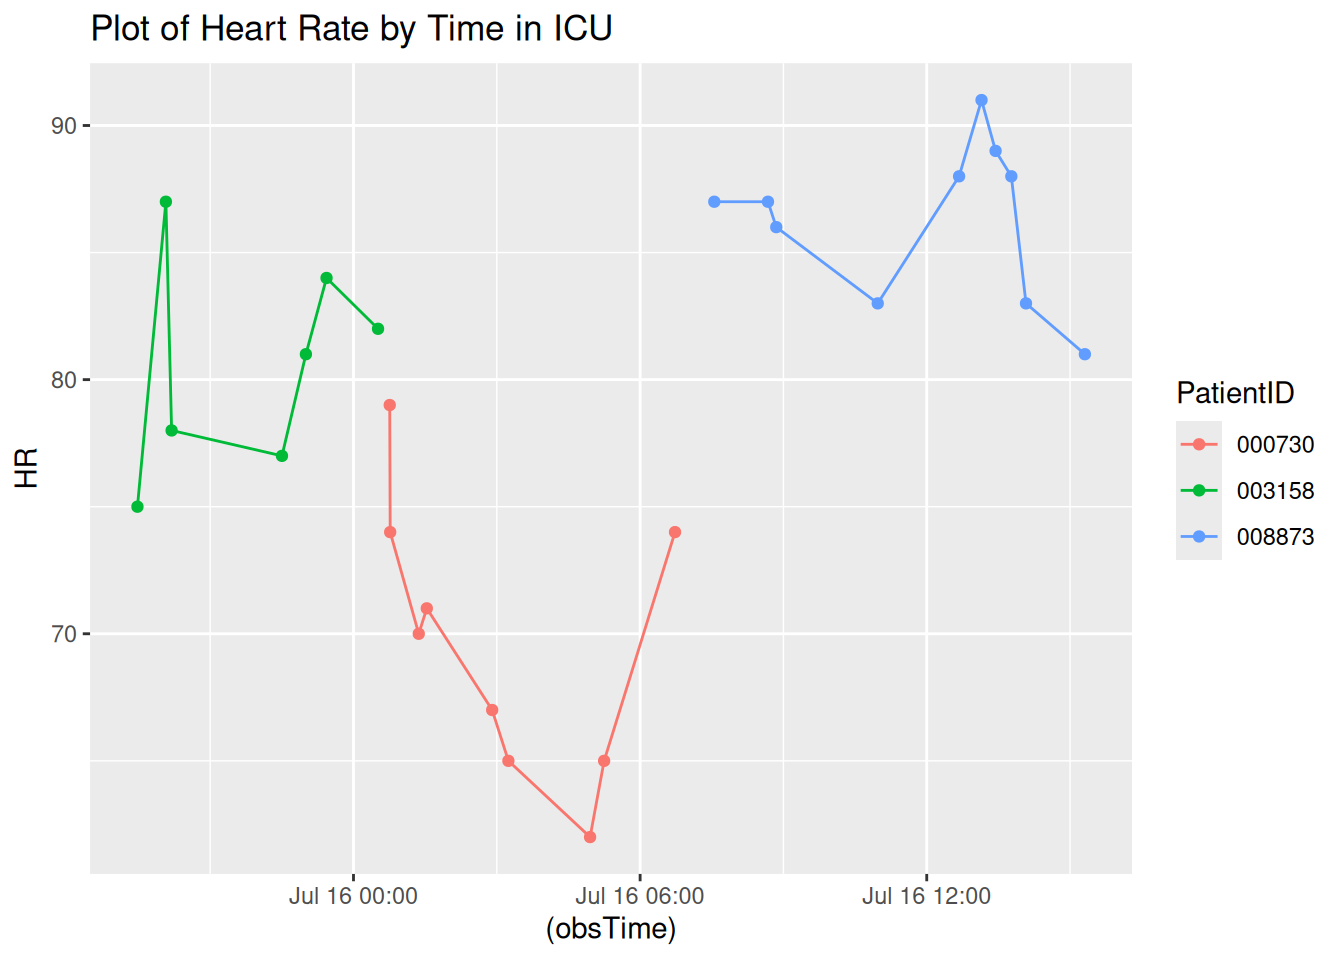 Plot of Heart Rate by Time in ICU
90
80
70
HR
Jul 16 00:00
Jul 16 06:00
Jul 16 12:00
(obsTime)
PatientID
000730
003158
008873